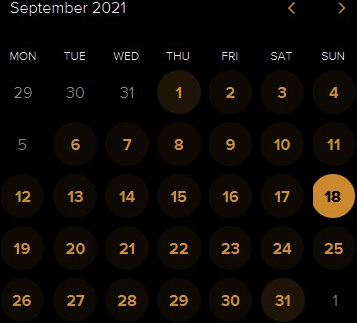 September 2021
MON TUE WED THU FRI SAT SUN
29 30 31 1 2 3 4
5 6 7 8 9 10 11
12 13 14 15 16 17 18
19 20 21 22 23 24 25
26 27 28 29 30 31 1